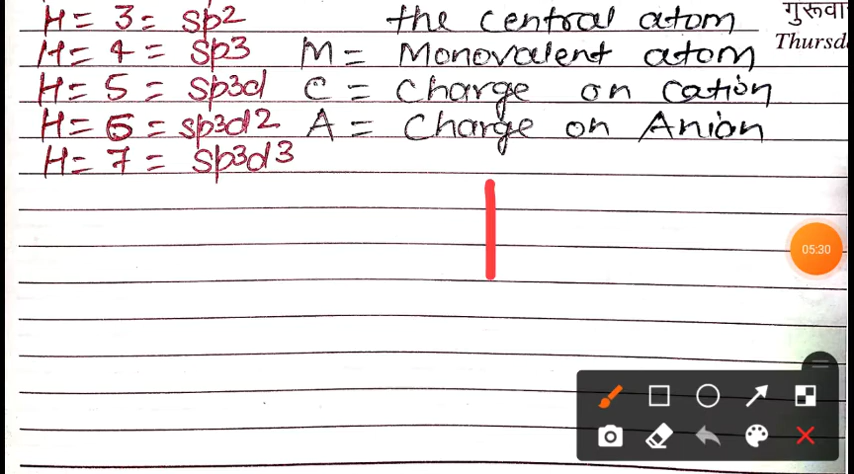 H = 3 = sp2 the central atom गुरूवा
H = 4 = sp3 M = Monovalent atom Thursd
H = 5 = sp3d C = Charge on cation
H = 6 = sp3d2 A = Charge on Anion
H = 7 = sp3d3
05:30